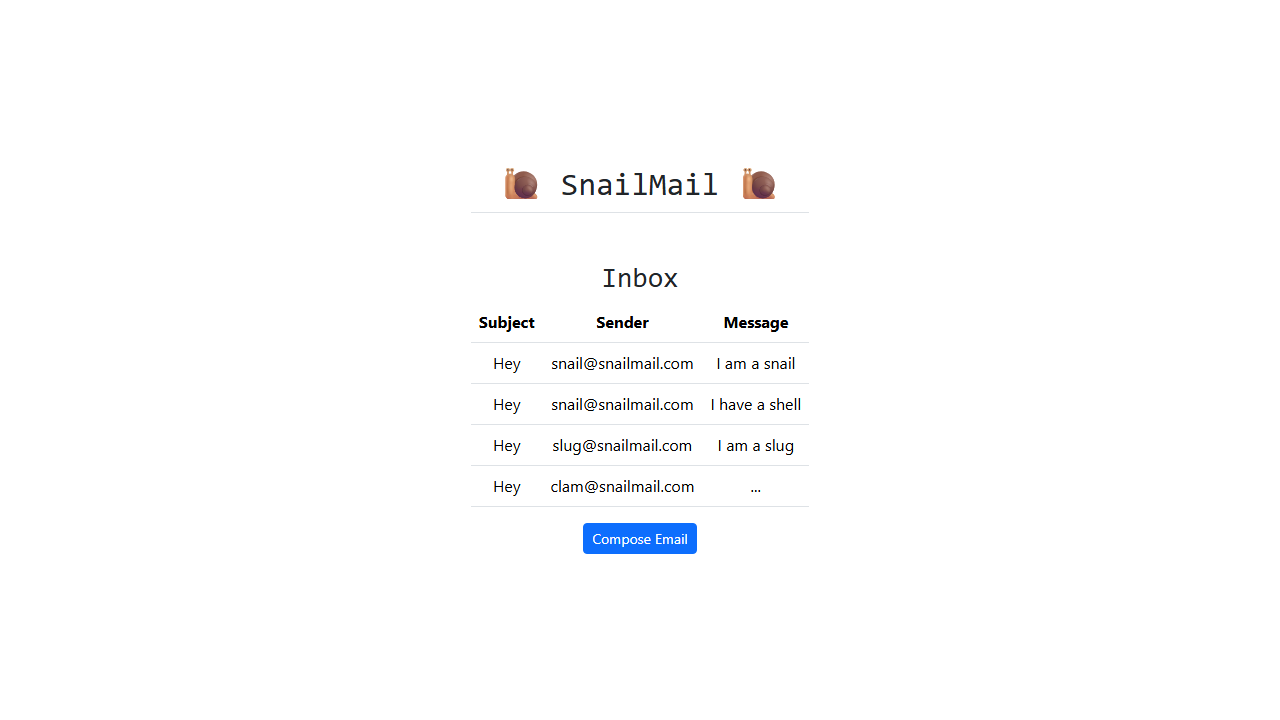 🐌 SnailMail 🐌
Inbox
Subject Sender Message
Hey snail@snailmail.com I am a snail
Hey snail@snailmail.com I have a shell
Hey slug@snailmail.com I am a slug
Hey clam@snailmail.com ...
Compose Email